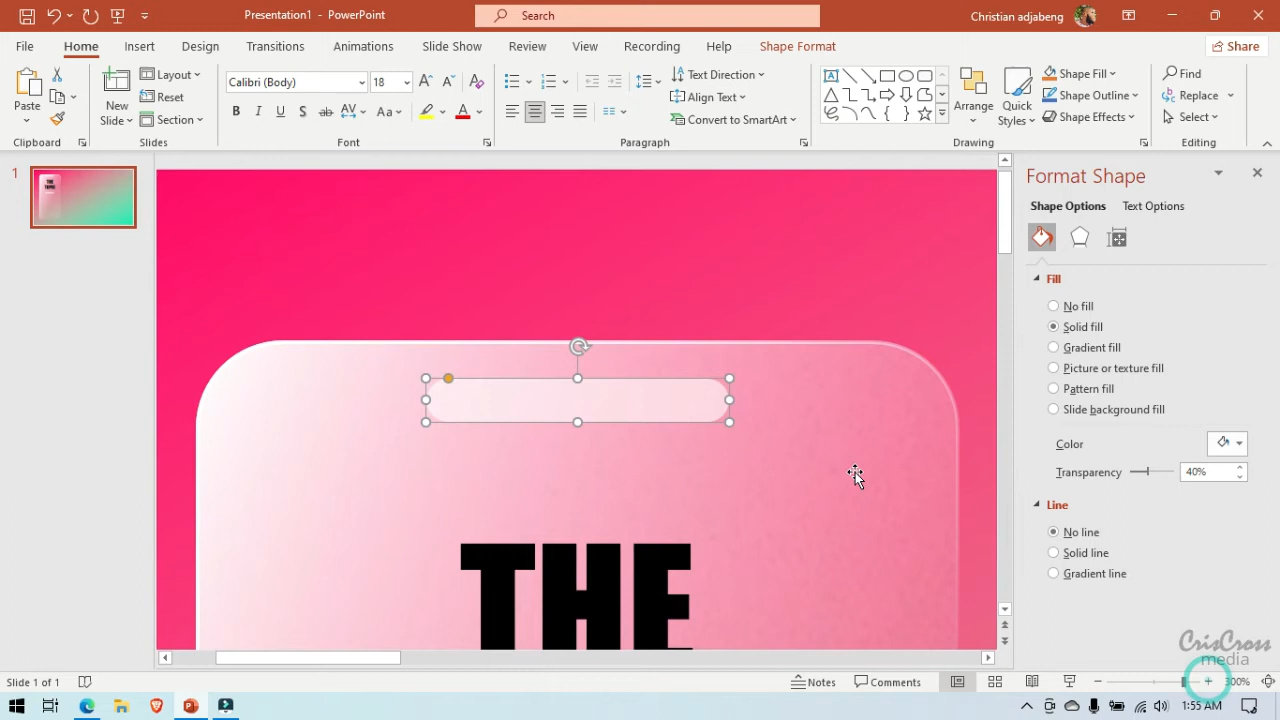 Presentation1 - PowerPoint
Search
Christian adjabeng
File Home Insert Design Transitions Animations Slide Show Review View Recording Help Shape Format
Share
Paste
Clipboard
New
Slide
Layout
Reset
Section
Slides
Calibri (Body) 18
B I U S ab AV Aa A
Font
Text Direction
Align Text
Convert to SmartArt
Paragraph
Arrange
Quick
Styles
Shape Fill
Shape Outline
Shape Effects
Drawing
Find
Replace
Select
Editing
1
THE
Format Shape
Shape Options Text Options
Fill
No fill
Solid fill
Gradient fill
Picture or texture fill
Pattern fill
Slide background fill
Color
Transparency 40%
Line
No line
Solid line
Gradient line
CrisCross
media
Slide 1 of 1
Notes
Comments
300%
1:55 AM